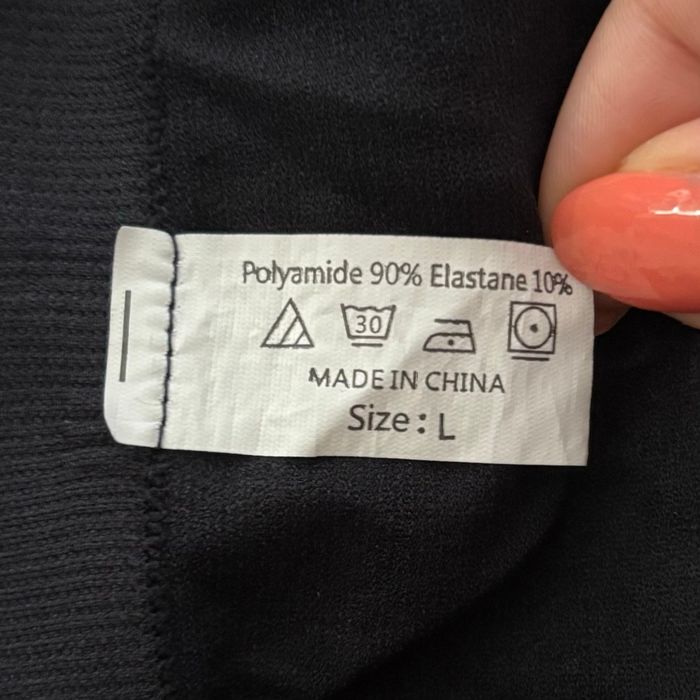 Polyamide 90% Elastane 10%
30
MADE IN CHINA
Size: L